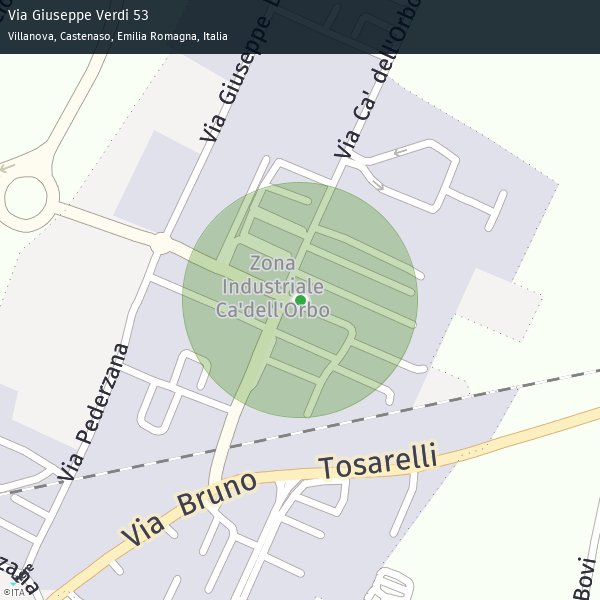 Via Giuseppe Verdi 53
Villanova, Castenaso, Emilia Romagna, Italia
Via Giuseppe
Via Ca' dell'Orbo
Zona
Industriale
Ca'dell'Orbo
Via Pederzana
Via Bruno Tosarelli
Bovi
©ITA